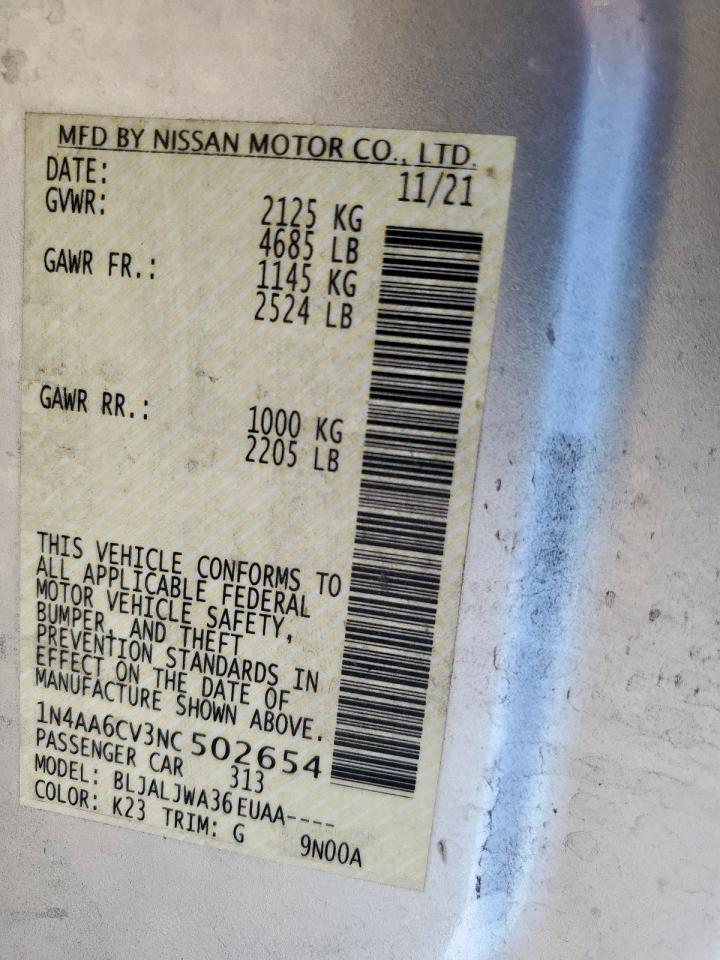 MFD BY NISSAN MOTOR CO., LTD.
DATE: 11/21
GVWR: 2125 KG
4685 LB
GAWR FR.: 1145 KG
2524 LB
GAWR RR.: 1000 KG
2205 LB
THIS VEHICLE CONFORMS TO
ALL APPLICABLE FEDERAL
MOTOR VEHICLE SAFETY,
BUMPER, AND THEFT
PREVENTION STANDARDS IN
EFFECT ON THE DATE OF
MANUFACTURE SHOWN ABOVE.
1N4AA6CV3NC502654
PASSENGER CAR 313
MODEL: BLJALJWA36EUAA----
COLOR: K23 TRIM: G 9N00A